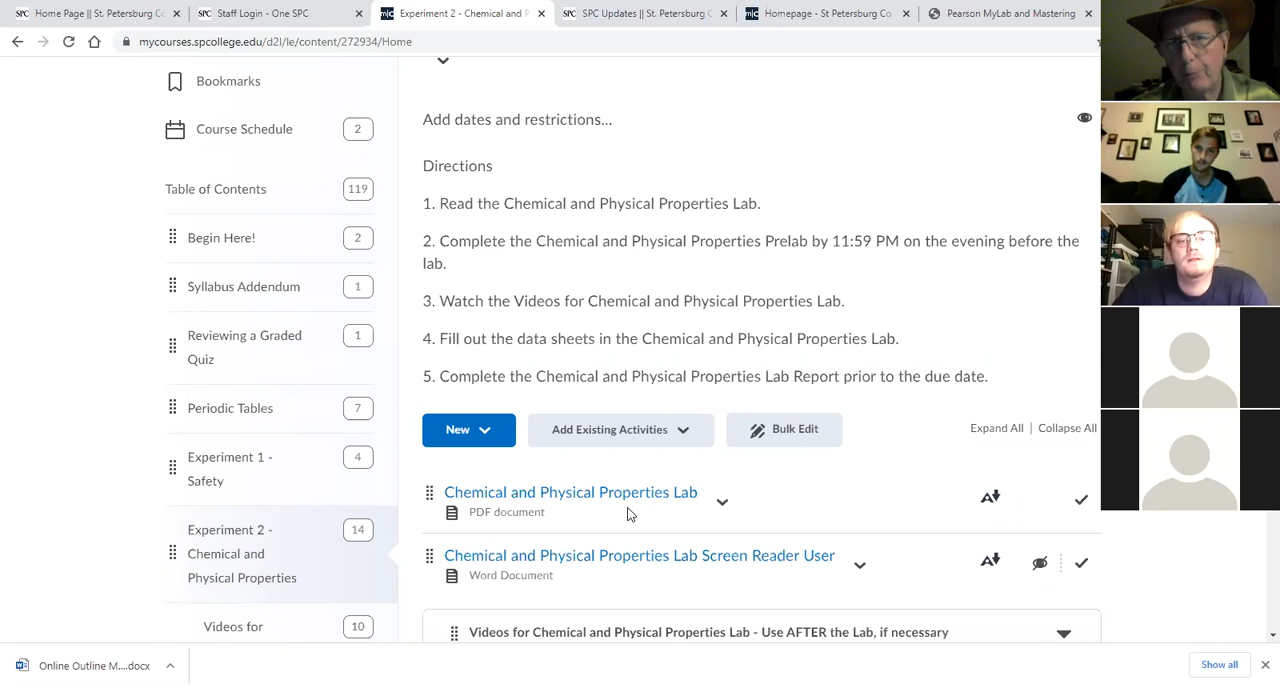 SPC Home Page || St. Petersburg Co
SPC Staff Login - One SPC
m|c Experiment 2 - Chemical and P
SPC SPC Updates || St. Petersburg C
m|c Homepage - St Petersburg Co
Pearson MyLab and Mastering
mycourses.spcollege.edu/d2l/le/content/272934/Home
Bookmarks
Course Schedule 2
Table of Contents 119
Begin Here! 2
Syllabus Addendum 1
Reviewing a Graded
Quiz
1
Periodic Tables 7
Experiment 1 -
Safety
4
Experiment 2 -
Chemical and
Physical Properties
14
Videos for 10
Add dates and restrictions...
Directions
1. Read the Chemical and Physical Properties Lab.
2. Complete the Chemical and Physical Properties Prelab by 11:59 PM on the evening before the
lab.
3. Watch the Videos for Chemical and Physical Properties Lab.
4. Fill out the data sheets in the Chemical and Physical Properties Lab.
5. Complete the Chemical and Physical Properties Lab Report prior to the due date.
New Add Existing Activities Bulk Edit Expand All | Collapse All
Chemical and Physical Properties Lab
PDF document
Chemical and Physical Properties Lab Screen Reader User
Word Document
Videos for Chemical and Physical Properties Lab - Use AFTER the Lab, if necessary
Online Outline M....docx
Show all